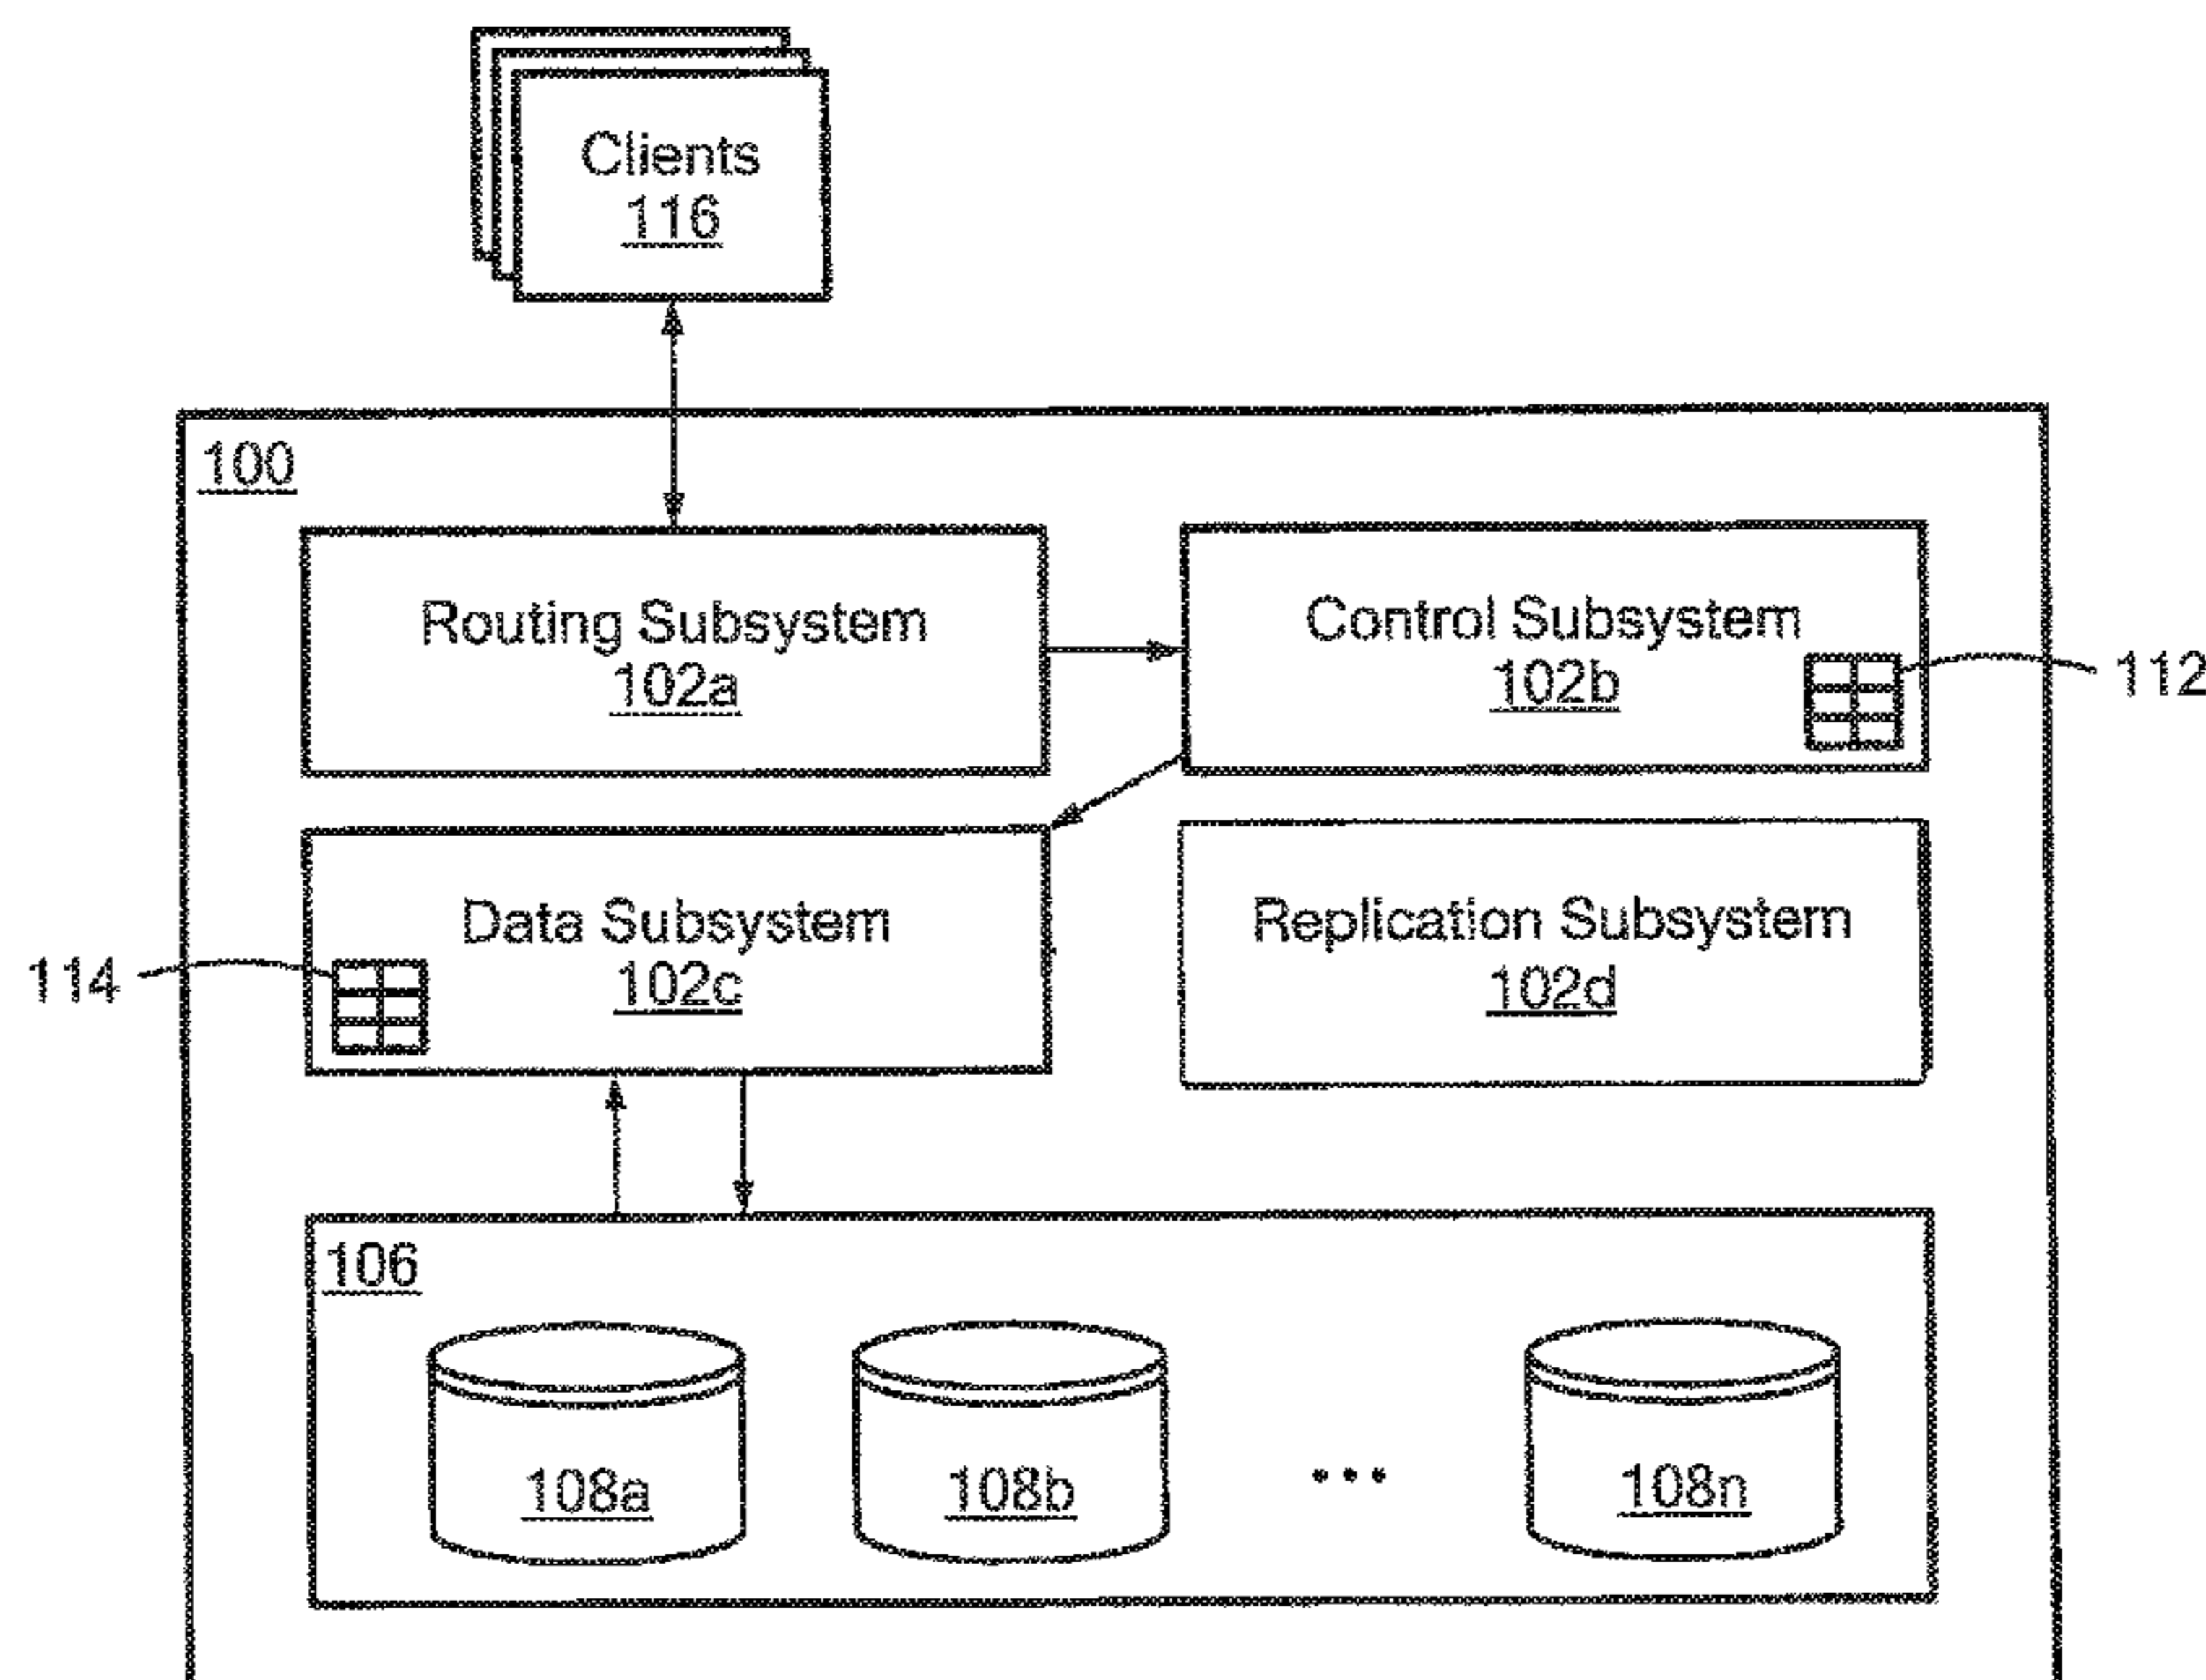 Clients
116
100
Routing Subsystem
102a
Control Subsystem
102b
112
Data Subsystem
102c
114
Replication Subsystem
102d
106
108a
108b
...
108n